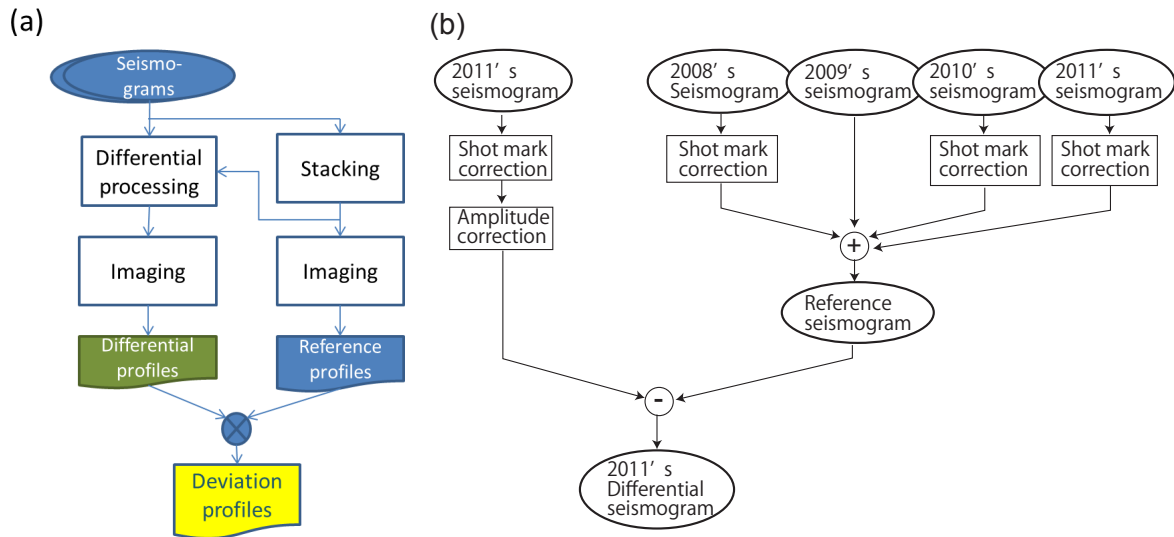 (a)
Seismo-
grams
Differential
processing
Stacking
Imaging
Imaging
Differential
profiles
Reference
profiles
Deviation
profiles
(b)
2011' s
seismogram
2008' s
Seismogram
2009' s
seismogram
2010' s
seismogram
2011' s
seismogram
Shot mark
correction
Shot mark
correction
Shot mark
correction
Shot mark
correction
Amplitude
correction
+
Reference
seismogram
-
2011' s
Differential
seismogram